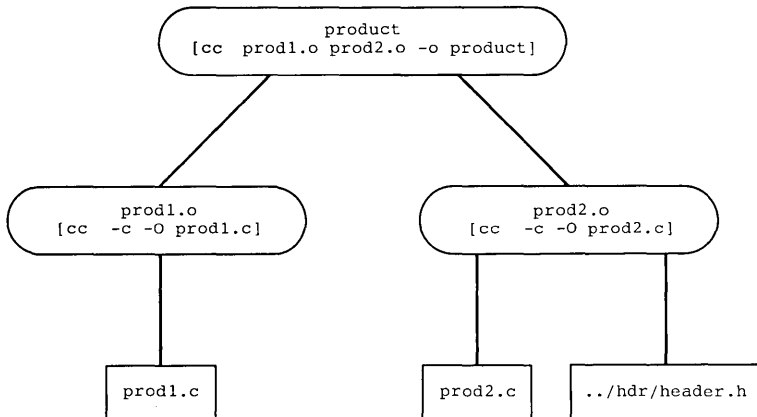 product
[cc prod1.o prod2.o -o product]
prod1.o
[cc -c -O prod1.c]
prod2.o
[cc -c -O prod2.c]
prod1.c
prod2.c
../hdr/header.h